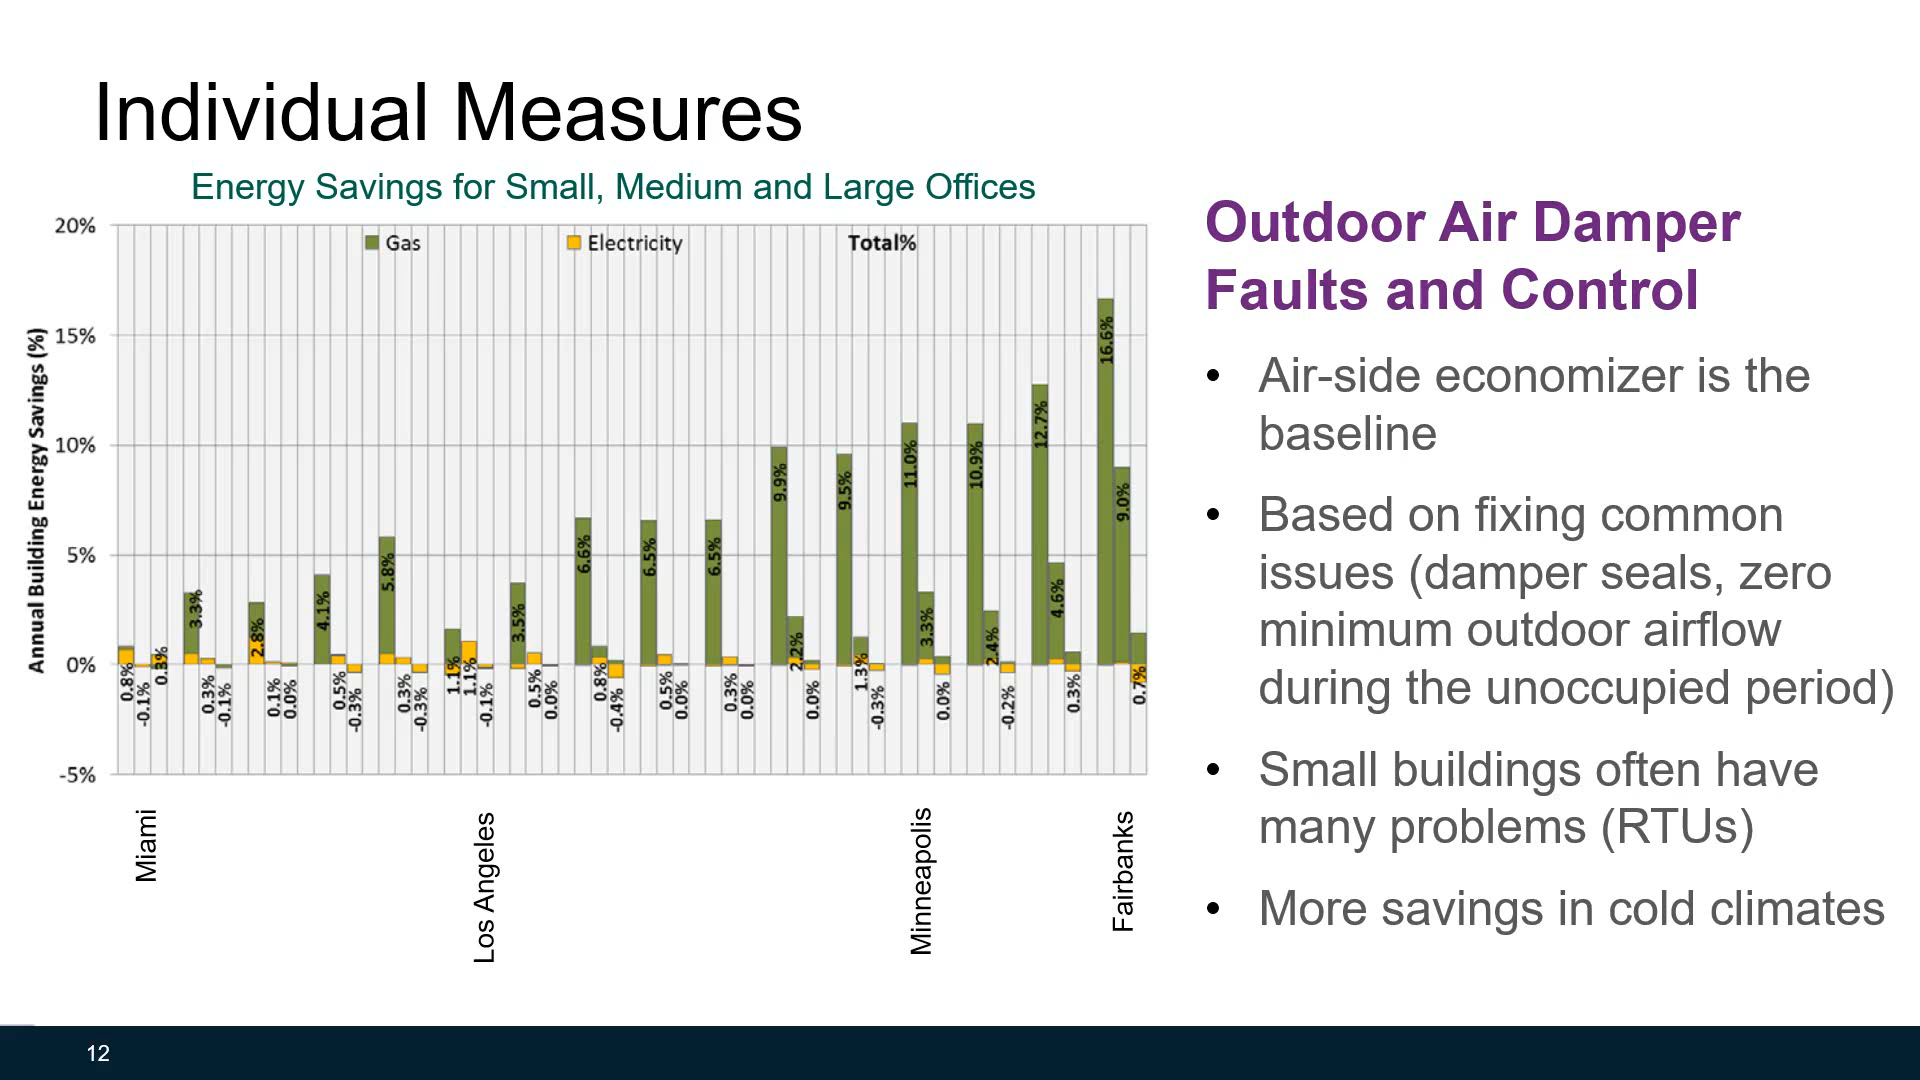 Individual Measures
Energy Savings for Small, Medium and Large Offices
Gas
Electricity
Total%
Annual Building Energy Savings (%)
20%
15%
10%
5%
0%
-5%
0.8%
-0.1%
0.3%
3.3%
0.3%
-0.1%
2.8%
0.1%
0.0%
4.1%
0.5%
-0.3%
5.8%
0.3%
-0.3%
1.1%
1.1%
-0.1%
3.5%
0.5%
0.0%
6.6%
0.8%
-0.4%
6.5%
0.5%
0.0%
6.5%
0.3%
0.0%
9.9%
2.2%
0.0%
9.5%
1.3%
-0.3%
11.0%
3.3%
0.0%
10.9%
2.4%
-0.2%
12.7%
4.6%
0.3%
16.6%
9.0%
0.7%
Miami
Los Angeles
Minneapolis
Fairbanks
Outdoor Air Damper
Faults and Control
• Air-side economizer is the
baseline
• Based on fixing common
issues (damper seals, zero
minimum outdoor airflow
during the unoccupied period)
• Small buildings often have
many problems (RTUs)
• More savings in cold climates
12